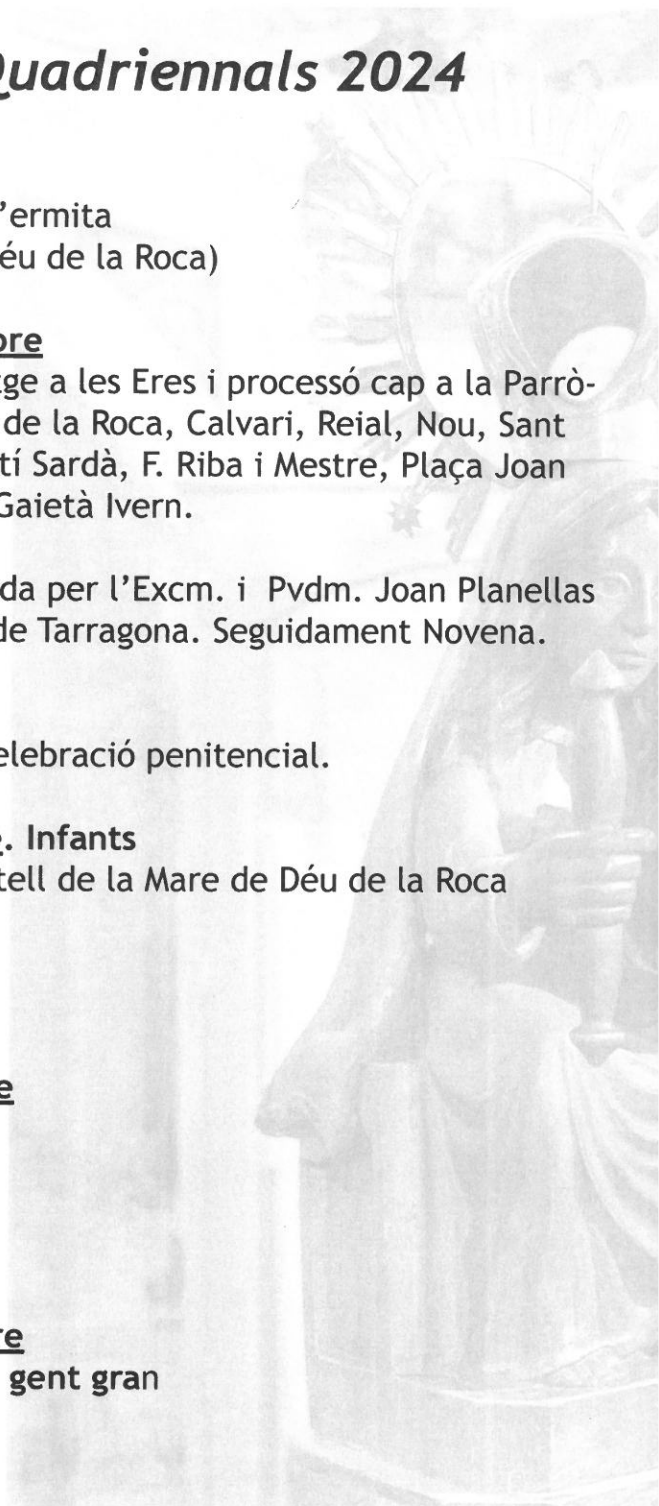 Quadriennals 2024
’ermita
éu de la Roca)
bre
tge a les Eres i processó cap a la Parrò-
de la Roca, Calvari, Reial, Nou, Sant
tí Sardà, F. Riba i Mestre, Plaça Joan
Gaietà Ivern.
da per l’Excm. i Pvdm. Joan Planellas
de Tarragona. Seguidament Novena.
elebració penitencial.
e. Infants
tell de la Mare de Déu de la Roca
e
re
gent gran